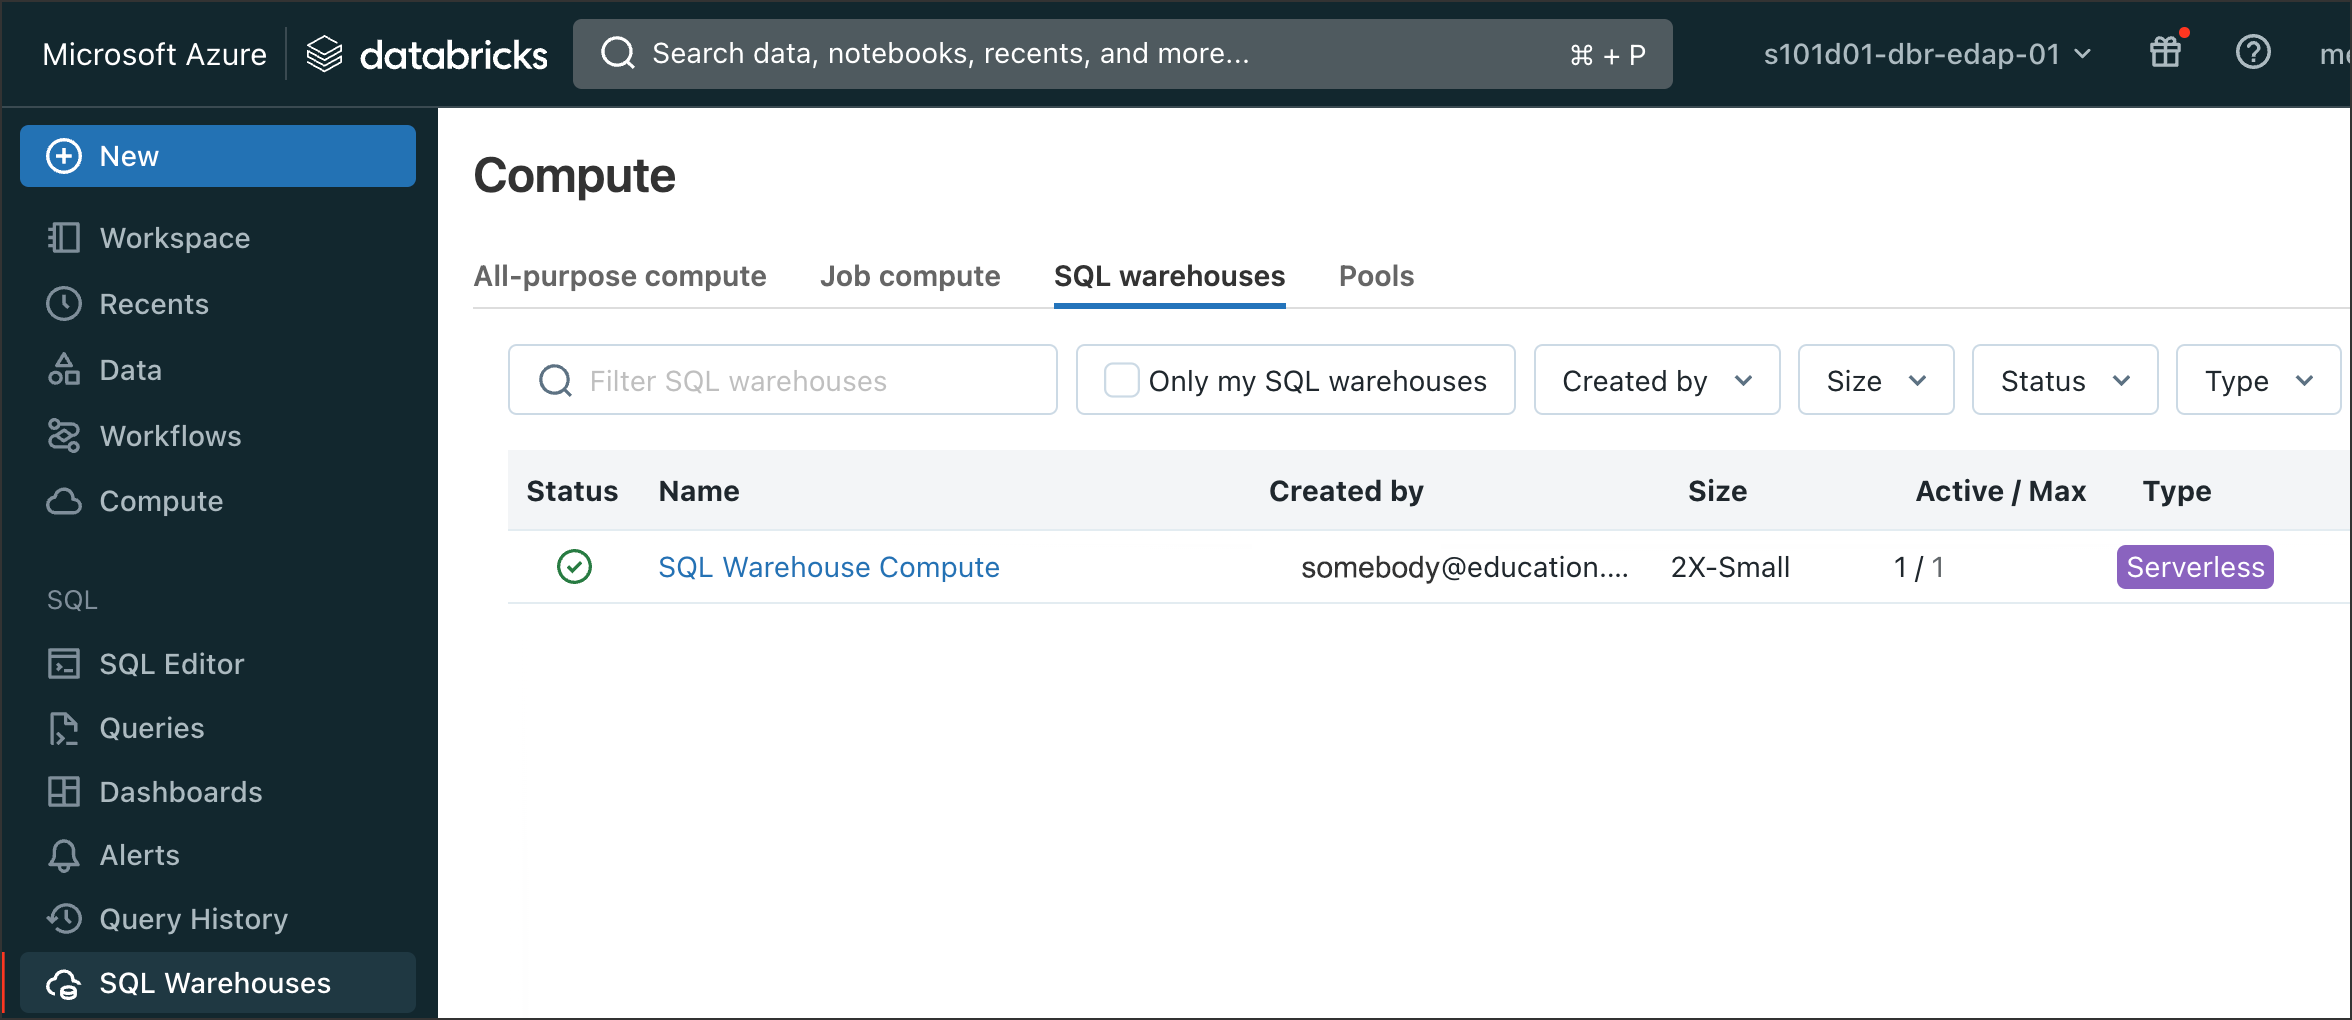 Microsoft Azure databricks Search data, notebooks, recents, and more... ⌘ + P s101d01-dbr-edap-01
New
Workspace
Recents
Data
Workflows
Compute
SQL
SQL Editor
Queries
Dashboards
Alerts
Query History
SQL Warehouses
Compute
All-purpose compute Job compute SQL warehouses Pools
Filter SQL warehouses Only my SQL warehouses Created by Size Status Type
Status Name Created by Size Active / Max Type
SQL Warehouse Compute somebody@education.... 2X-Small 1 / 1 Serverless